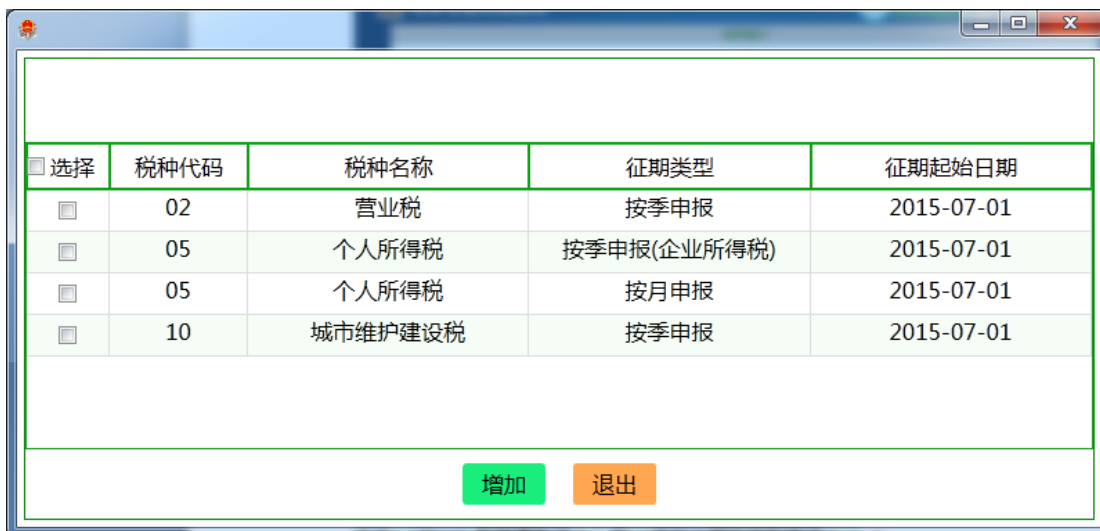 选择 税种代码 税种名称 征期类型 征期起始日期
02 营业税 按季申报 2015-07-01
05 个人所得税 按季申报(企业所得税) 2015-07-01
05 个人所得税 按月申报 2015-07-01
10 城市维护建设税 按季申报 2015-07-01
增加 退出